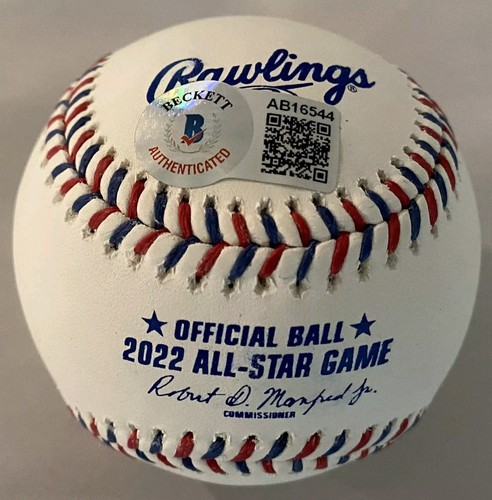 Rawlings®
BECKETT
B
AUTHENTICATED
AB16544
★ OFFICIAL BALL ★
2022 ALL-STAR GAME
Robert D. Manfred Jr.
COMMISSIONER